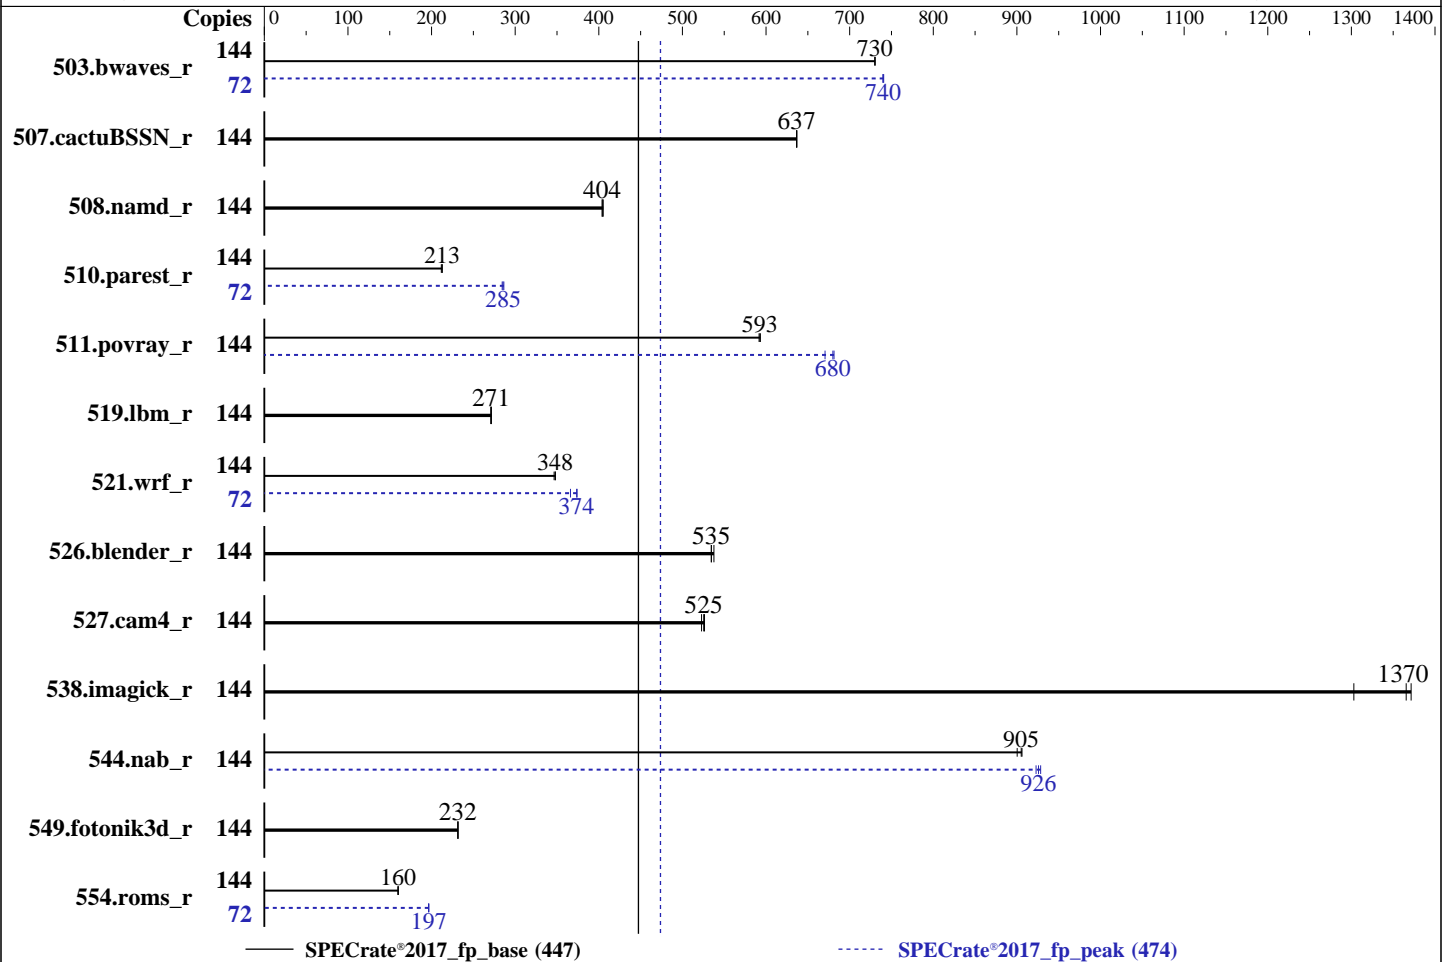 Copies 0 100 200 300 400 500 600 700 800 900 1000 1100 1200 1300 1400
503.bwaves_r 144 730
72 740
507.cactuBSSN_r 144 637
508.namd_r 144 404
510.parest_r 144 213
72 285
511.povray_r 144 593
680
519.lbm_r 144 271
521.wrf_r 144 348
72 374
526.blender_r 144 535
527.cam4_r 144 525
538.imagick_r 144 1370
544.nab_r 144 905
926
549.fotonik3d_r 144 232
554.roms_r 144 160
72 197
SPECrate®2017_fp_base (447) SPECrate®2017_fp_peak (474)